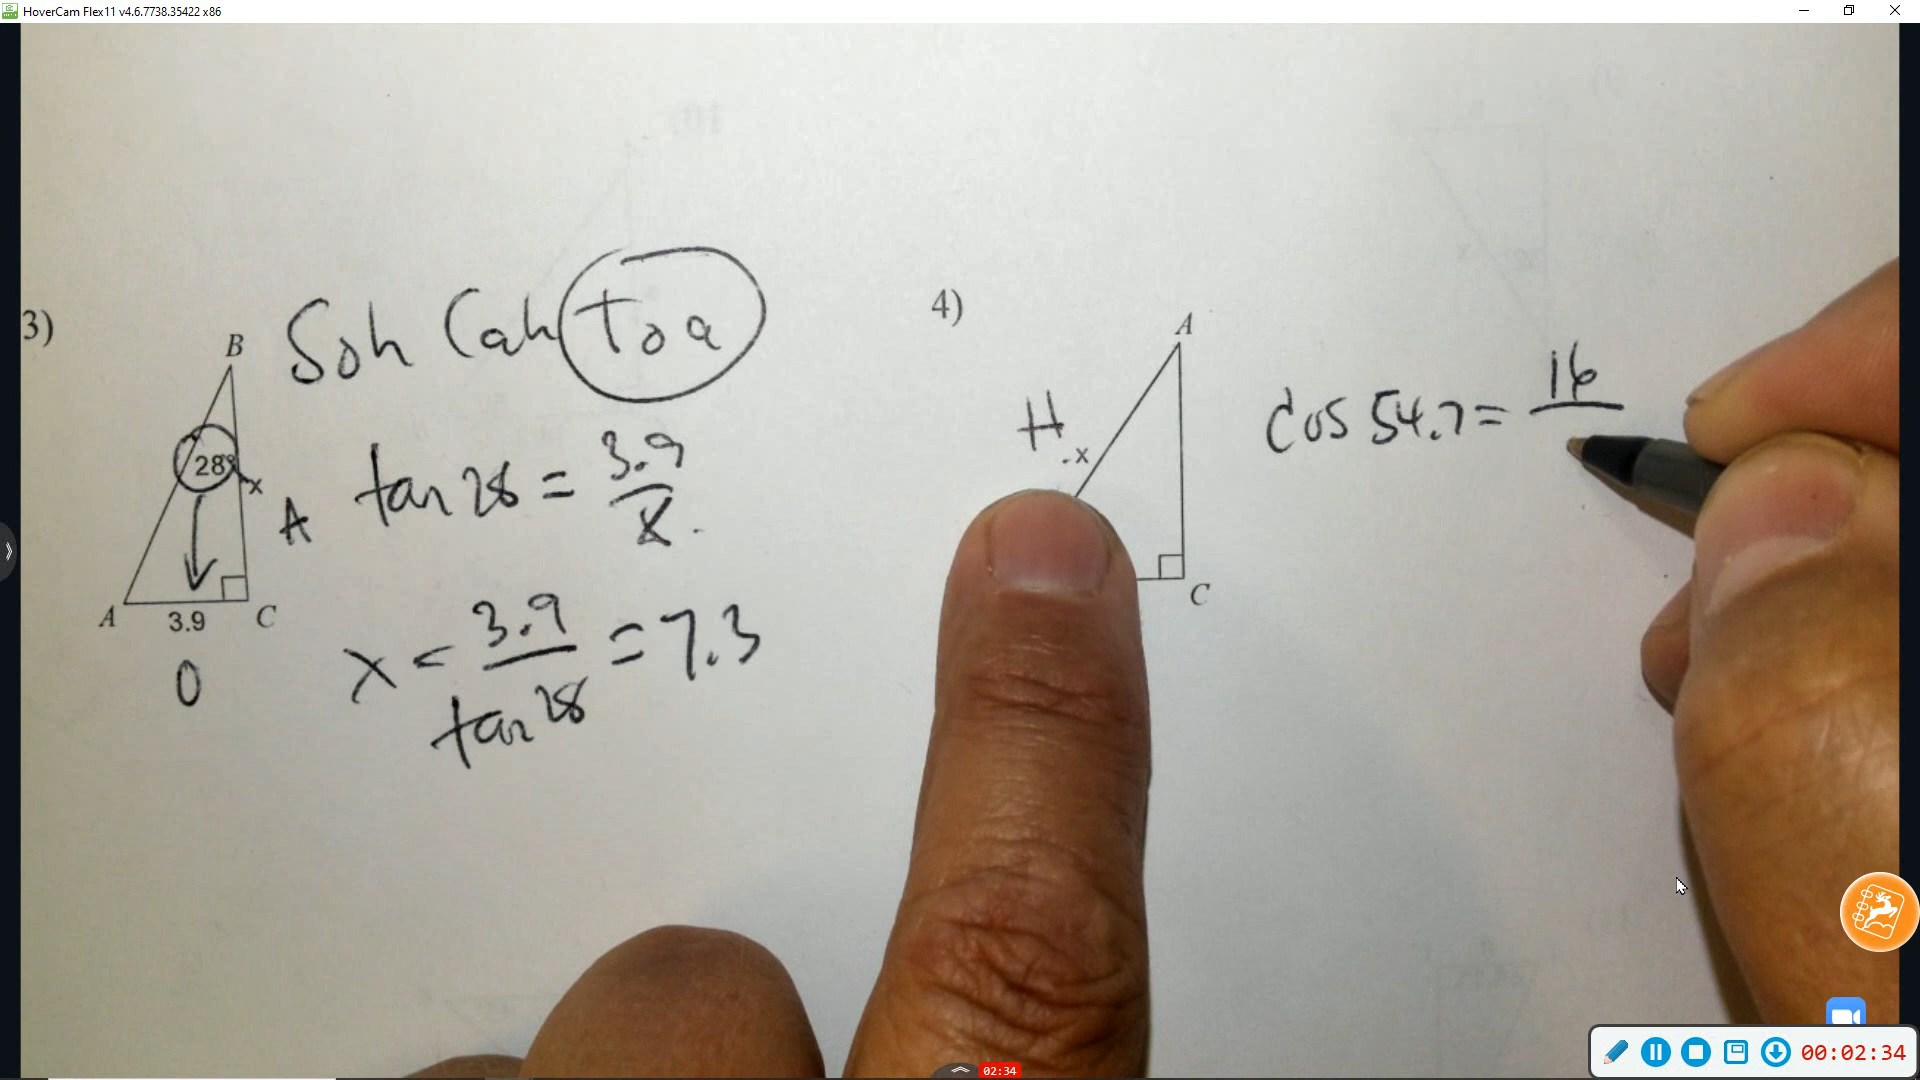 HoverCam Flex11 v4.6.7738.35422 x86
3)
B
Soh Cah Toa
28°
x
A
tan 28 = 3.9
x
A
3.9
C
O
x = 3.9 = 7.3
tan 28
4)
A
H
x
C
cos 54.7 = 16
02:34
00:02:34